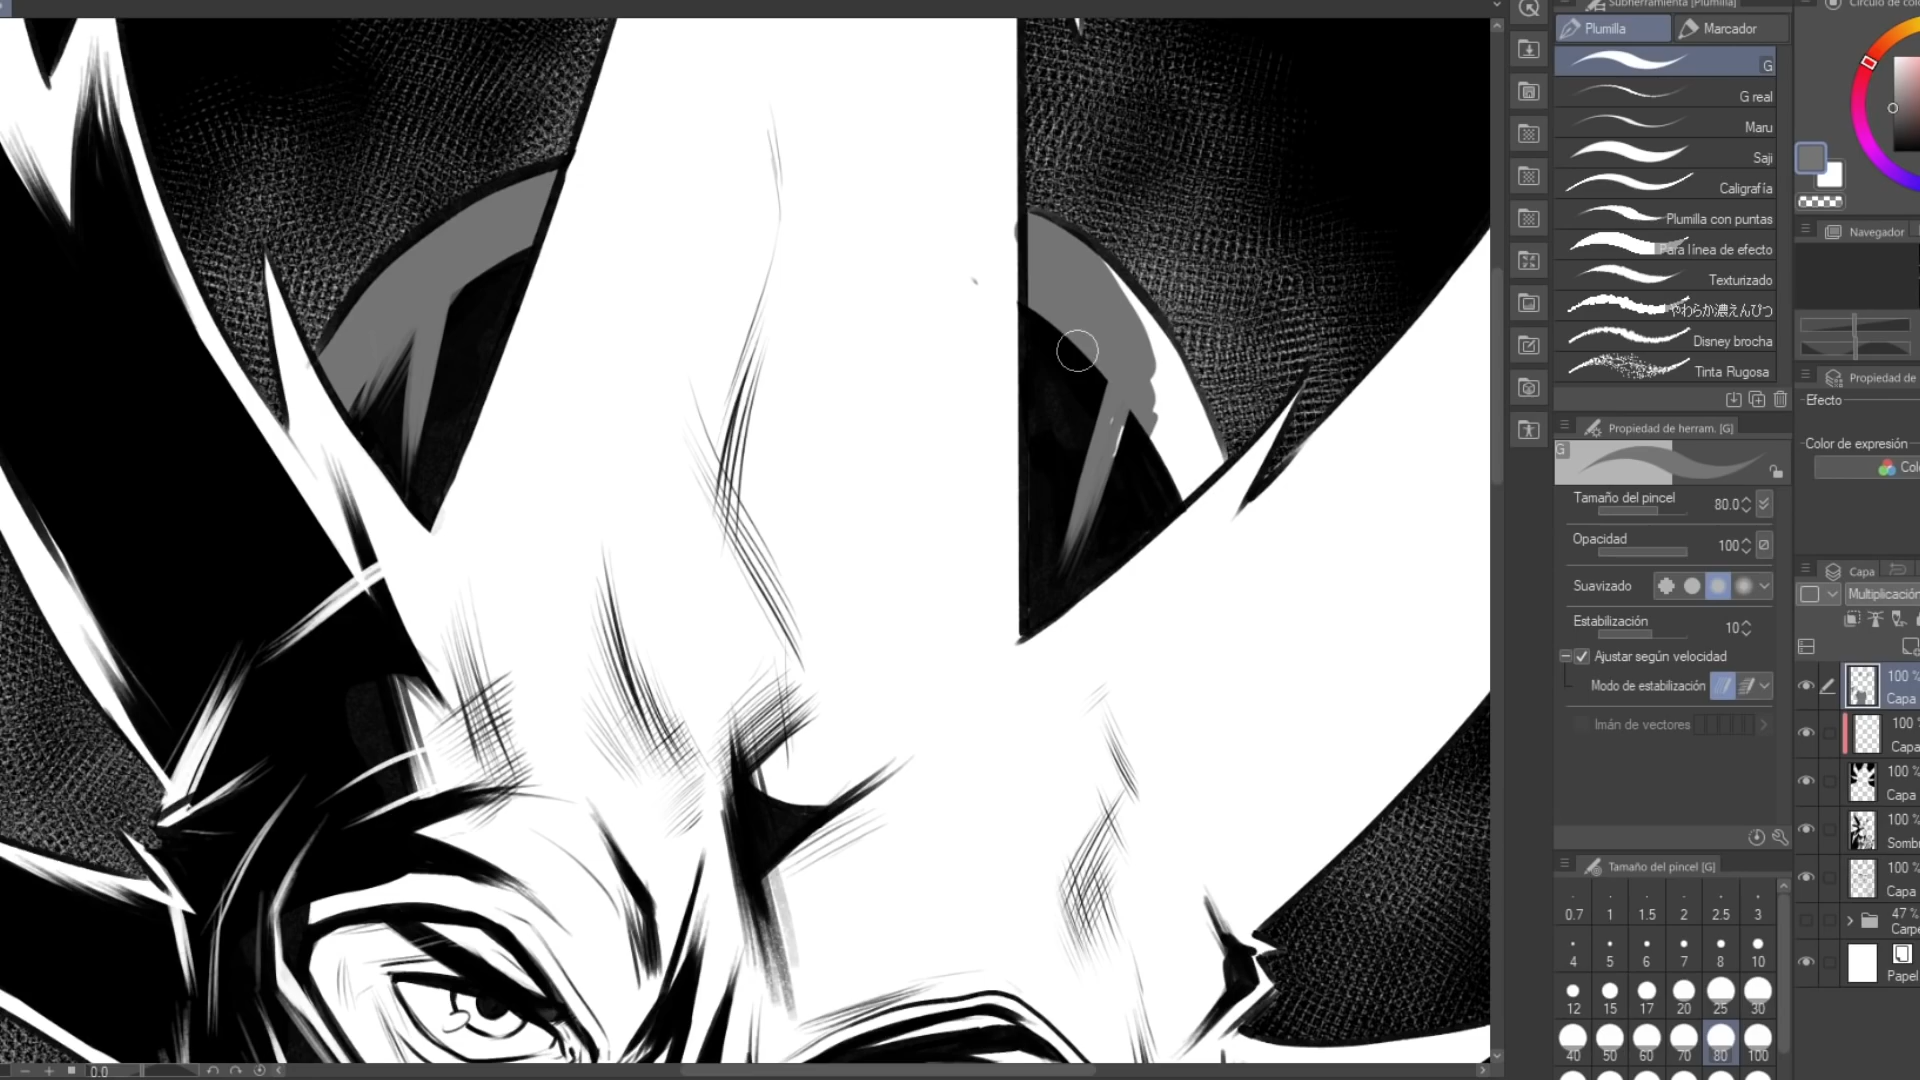 Subherramienta [Plumilla]
Círculo de colo
Plumilla
Marcador
G
G real
Maru
Saji
Caligrafía
Plumilla con puntas
Para línea de efecto
Texturizado
やわらか濃えんぴつ
Disney brocha
Tinta Rugosa
Navegador
Propiedad de
Efecto
Color de expresión
Colo
Propiedad de herram. [G]
G
Tamaño del pincel 80.0
Opacidad 100
Suavizado
Estabilización 10
Ajustar según velocidad
Modo de estabilización
Imán de vectores
Capa
Multiplicación
100 %
Capa
100 %
Capa
100 %
Capa
100 %
Sombr
100 %
Capa
47 %
Carpe
Papel
Tamaño del pincel [G]
0.7 1 1.5 2 2.5 3
4 5 6 7 8 10
12 15 17 20 25 30
40 50 60 70 80 100
0.0